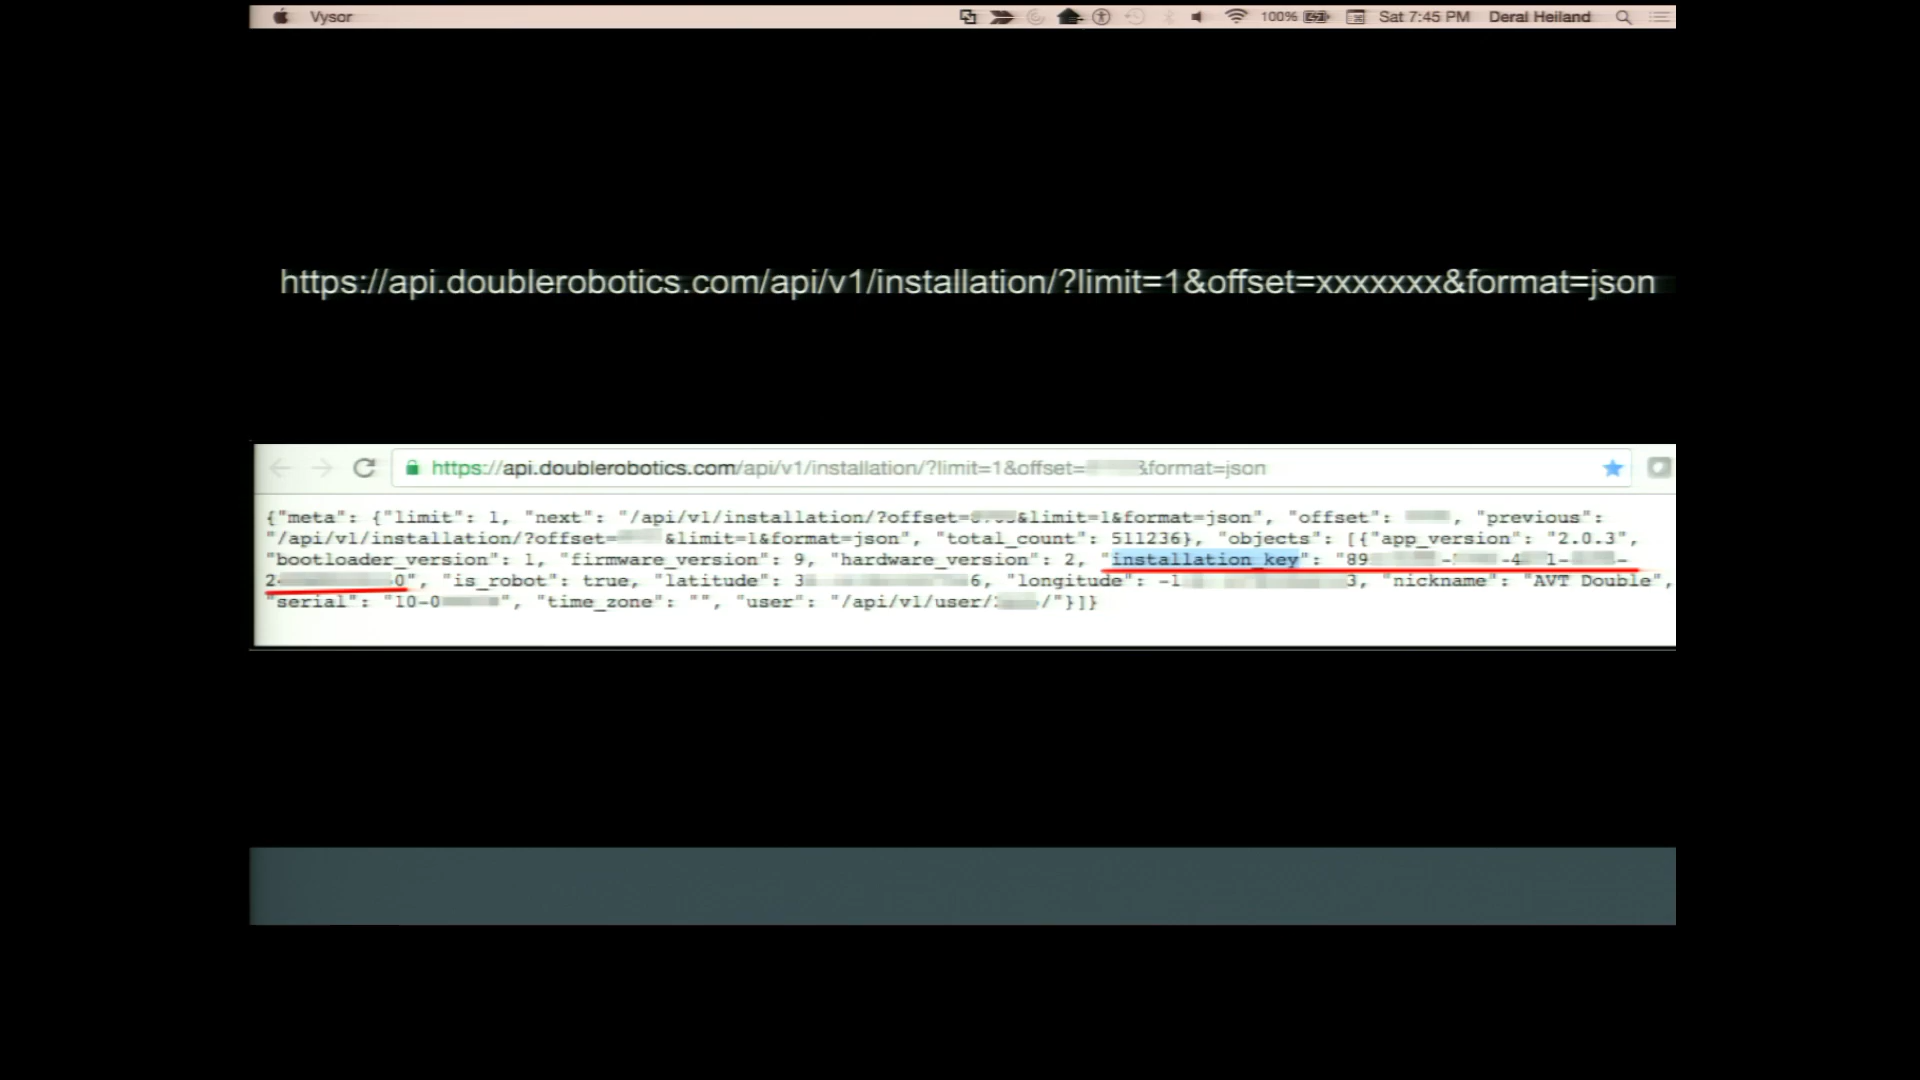 Vysor 100% Sat 7:45 PM Deral Heiland
https://api.doublerobotics.com/api/v1/installation/?limit=1&offset=xxxxxxx&format=json
https://api.doublerobotics.com/api/v1/installation/?limit=1&offset= &format=json
{"meta": {"limit": 1, "next": "/api/v1/installation/?offset= &limit=1&format=json", "offset": , "previous":
"/api/v1/installation/?offset= &limit=1&format=json", "total_count": 511236}, "objects": [{"app_version": "2.0.3",
"bootloader_version": 1, "firmware_version": 9, "hardware_version": 2, "installation_key": "89 - -4 1- -
2 0", "is_robot": true, "latitude": 3 6, "longitude": -1 3, "nickname": "AVT Double",
"serial": "10-0 ", "time_zone": "", "user": "/api/v1/user/ /"}]}